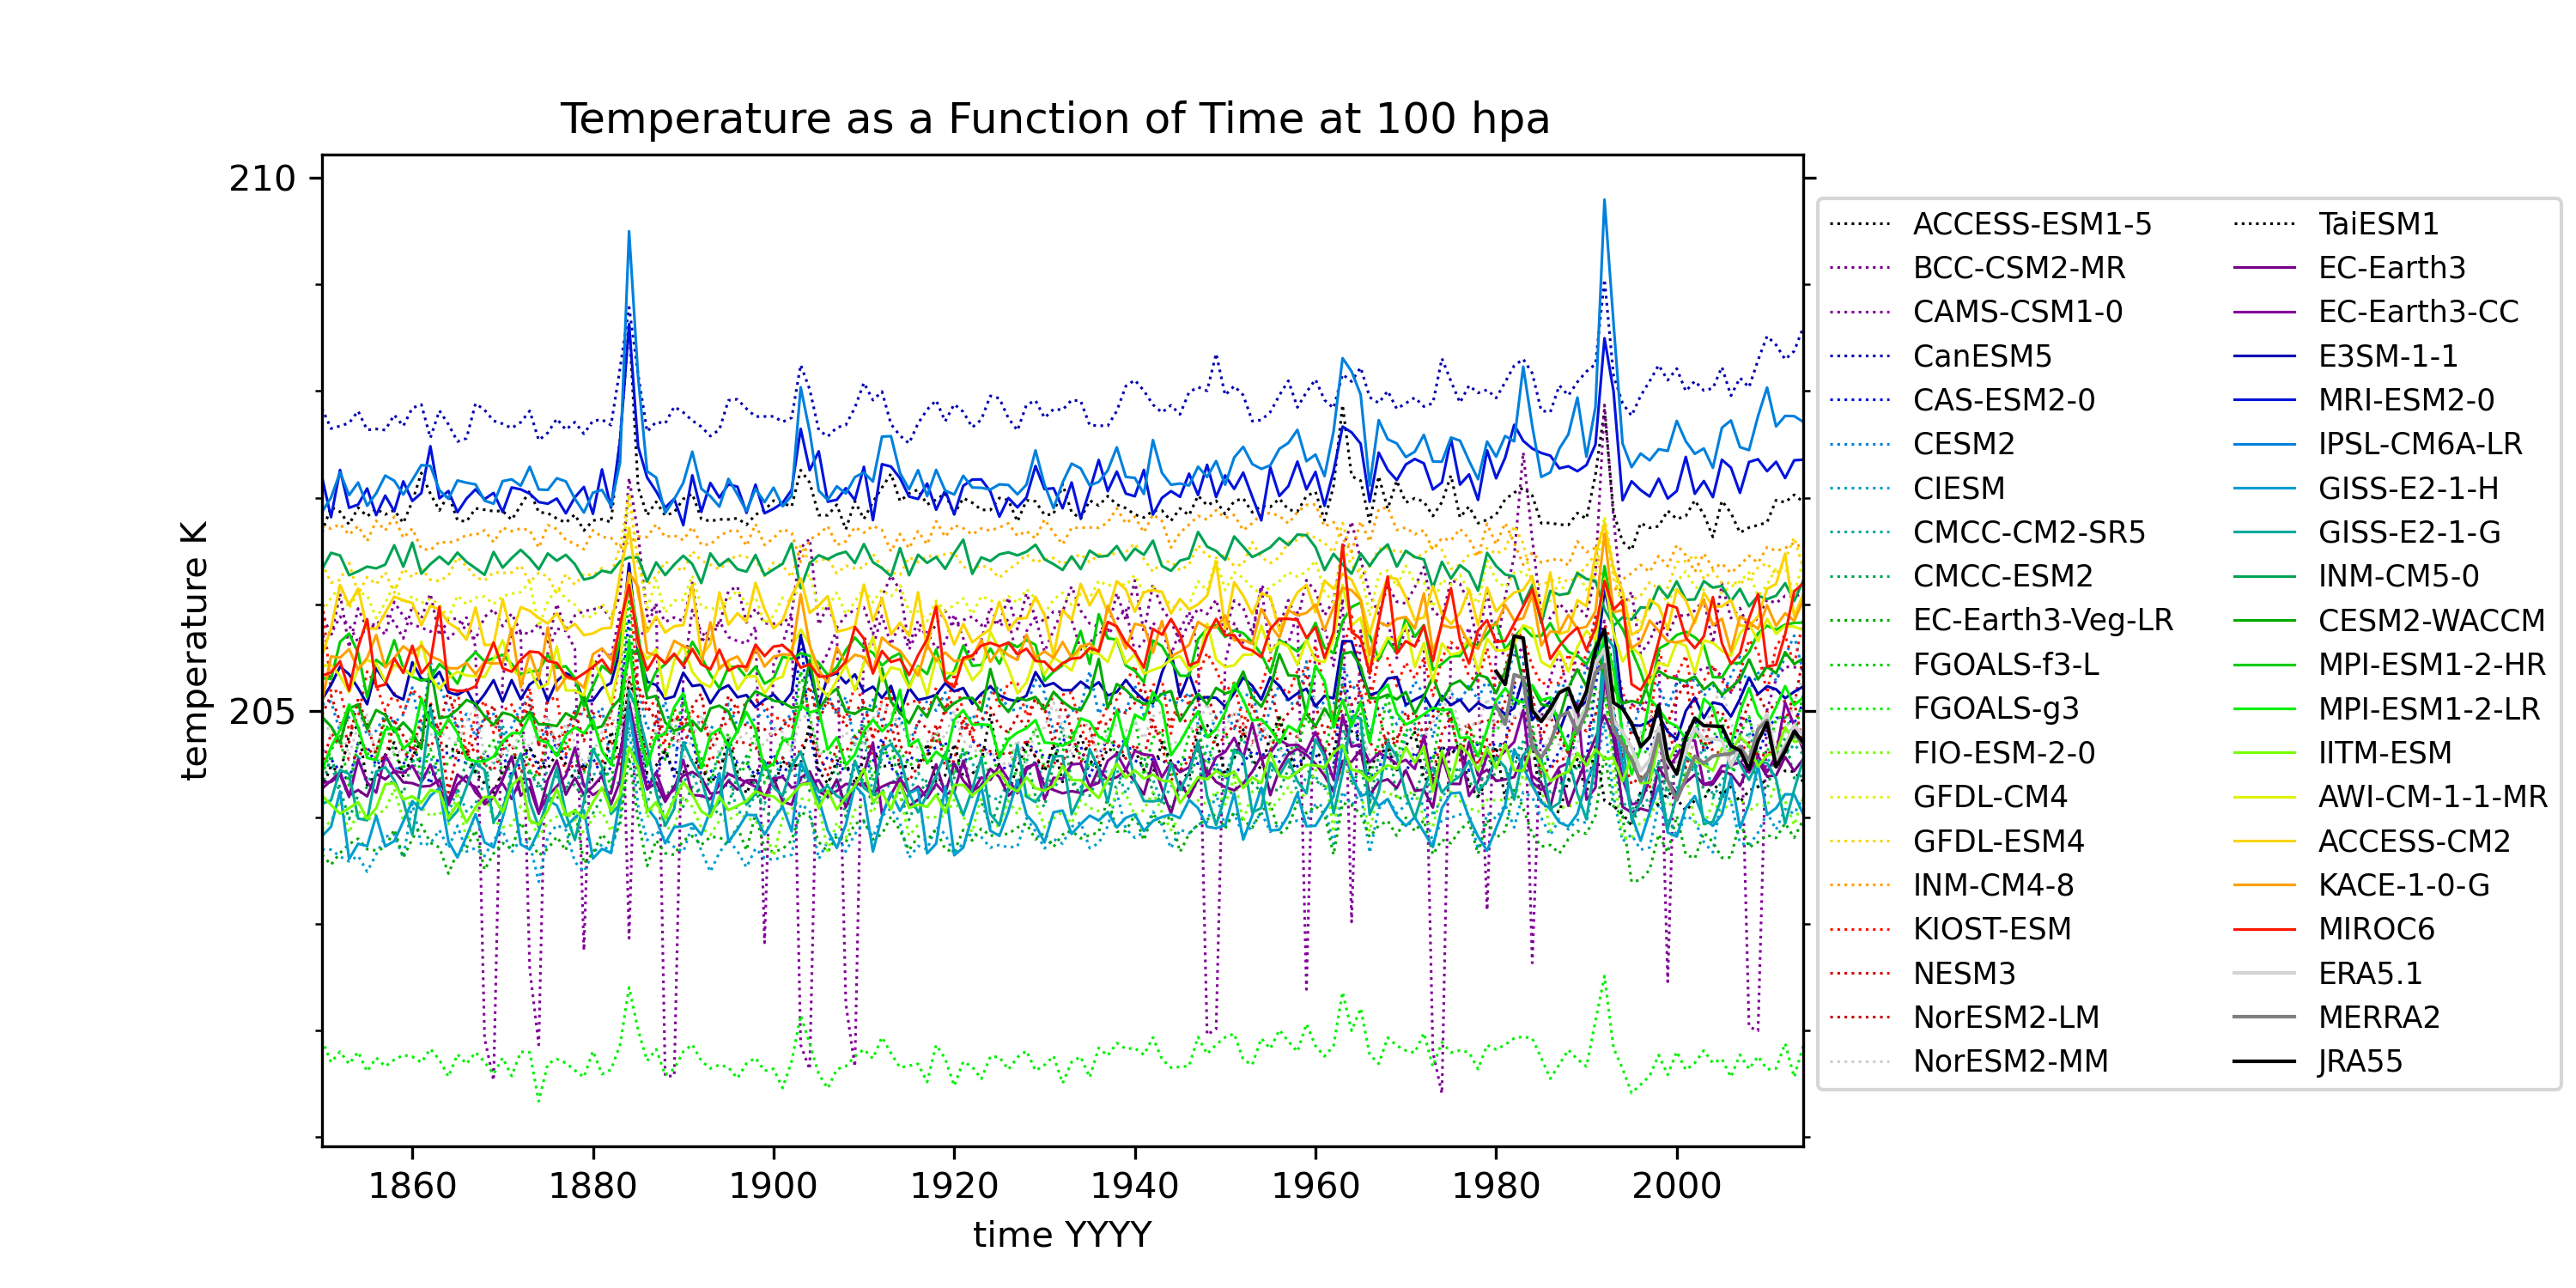 Temperature as a Function of Time at 100 hpa
210
205
temperature K
1860 1880 1900 1920 1940 1960 1980 2000
time YYYY
ACCESS-ESM1-5
BCC-CSM2-MR
CAMS-CSM1-0
CanESM5
CAS-ESM2-0
CESM2
CIESM
CMCC-CM2-SR5
CMCC-ESM2
EC-Earth3-Veg-LR
FGOALS-f3-L
FGOALS-g3
FIO-ESM-2-0
GFDL-CM4
GFDL-ESM4
INM-CM4-8
KIOST-ESM
NESM3
NorESM2-LM
NorESM2-MM
TaiESM1
EC-Earth3
EC-Earth3-CC
E3SM-1-1
MRI-ESM2-0
IPSL-CM6A-LR
GISS-E2-1-H
GISS-E2-1-G
INM-CM5-0
CESM2-WACCM
MPI-ESM1-2-HR
MPI-ESM1-2-LR
IITM-ESM
AWI-CM-1-1-MR
ACCESS-CM2
KACE-1-0-G
MIROC6
ERA5.1
MERRA2
JRA55